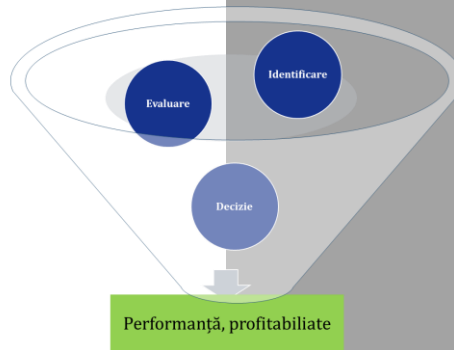 Identificare
Evaluare
Decizie
Performanță, profitabiliate